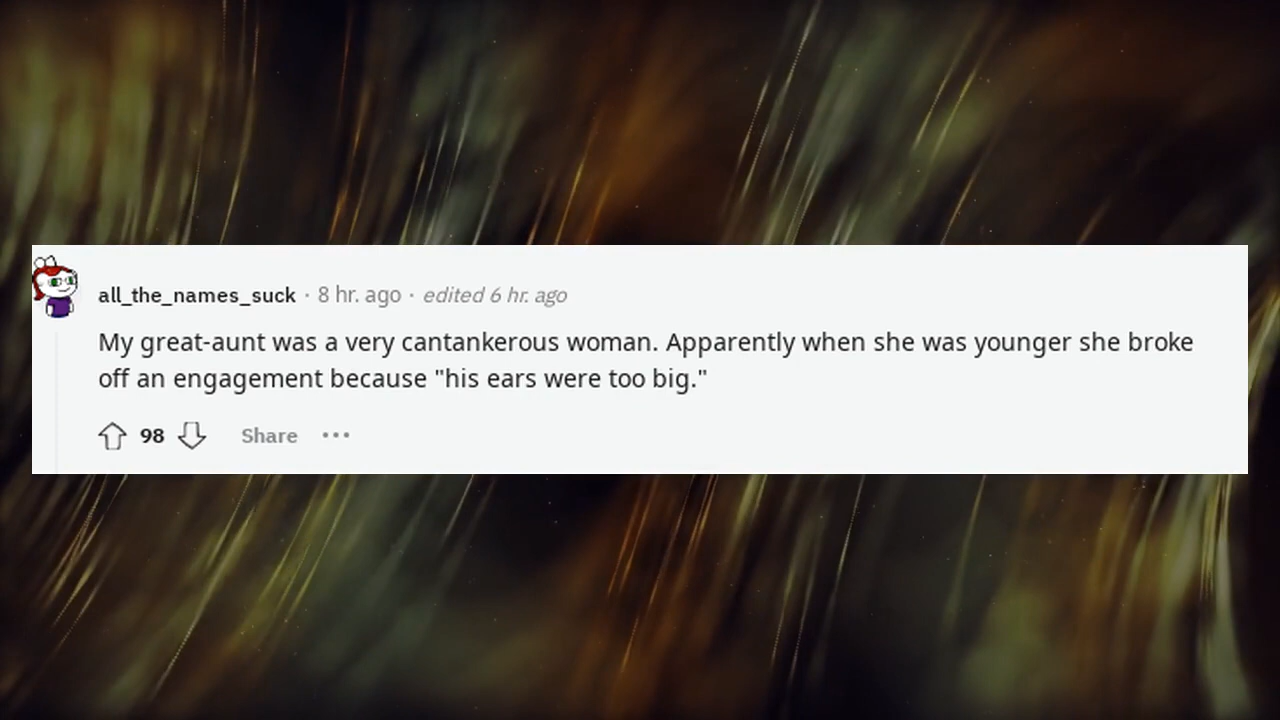 all_the_names_suck · 8 hr. ago · edited 6 hr. ago
My great-aunt was a very cantankerous woman. Apparently when she was younger she broke
off an engagement because "his ears were too big."
98 Share ...